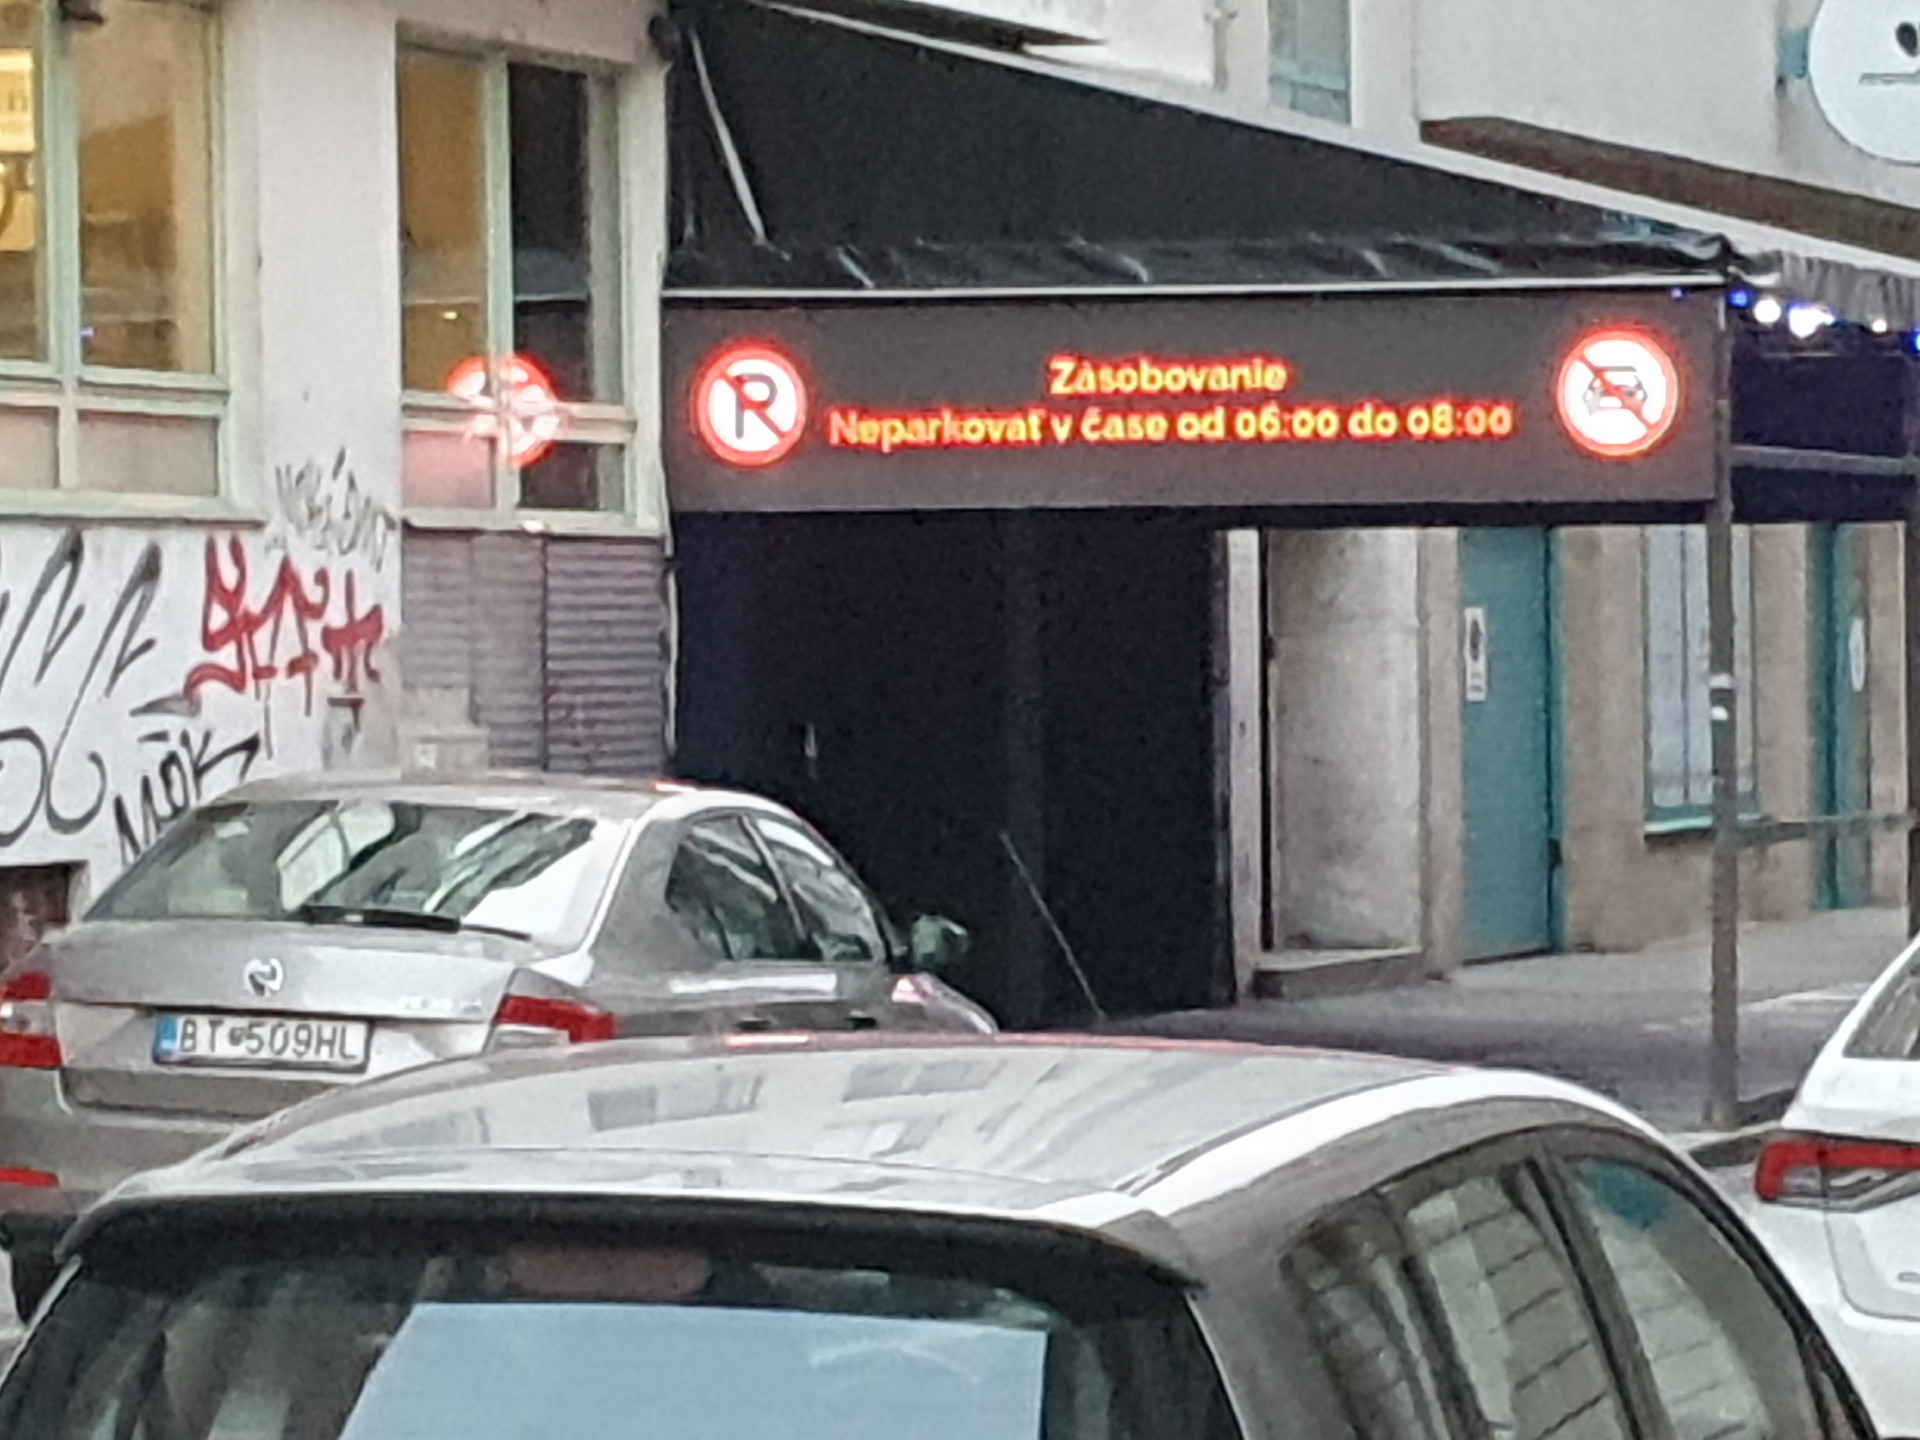 Zásobovanie
Neparkovať v čase od 06:00 do 08:00
P
BT 509HL